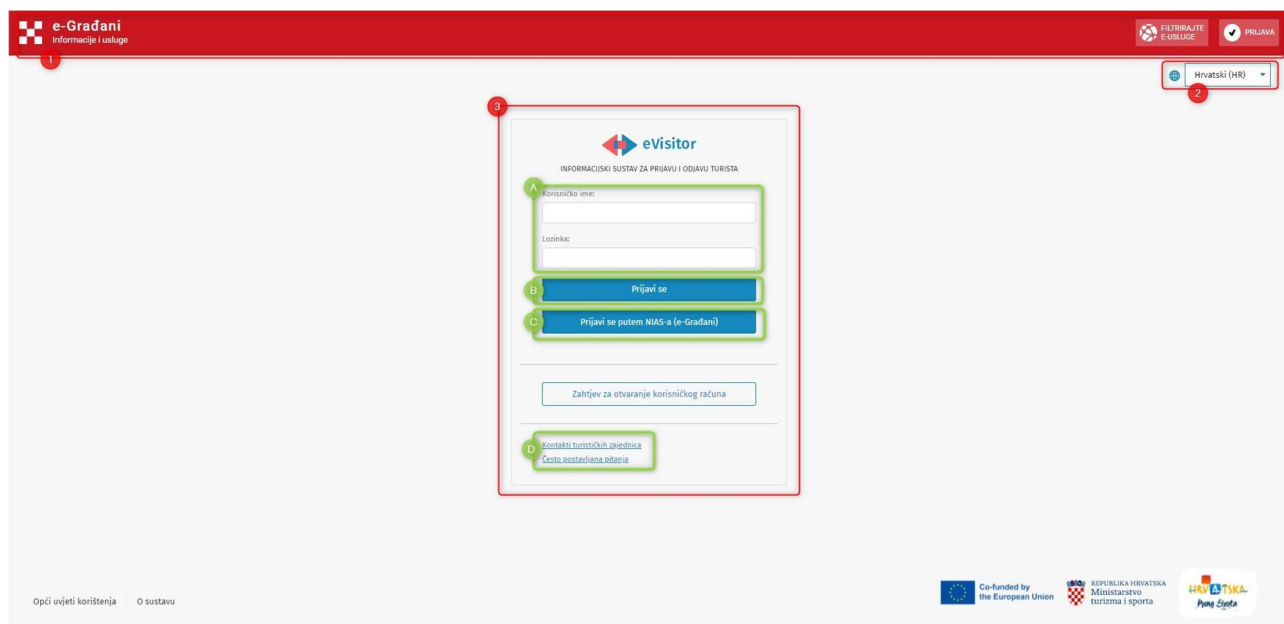 e-Građani
Informacije i usluge
FILTRIRAJTE
E-USLUGE
PRIJAVA
1
Hrvatski (HR)
2
3
eVisitor
INFORMACIJSKI SUSTAV ZA PRIJAVU I ODJAVU TURISTA
A
Korisničko ime:
Lozinka:
B
Prijavi se
C
Prijavi se putem NIAS-a (e-Građani)
Zahtjev za otvaranje korisničkog računa
D
Kontakti turističkih zajednica
Često postavljana pitanja
Opći uvjeti korištenja
O sustavu
Co-funded by
the European Union
REPUBLIKA HRVATSKA
Ministarstvo
turizma i sporta
HRVATSKA
Puna života